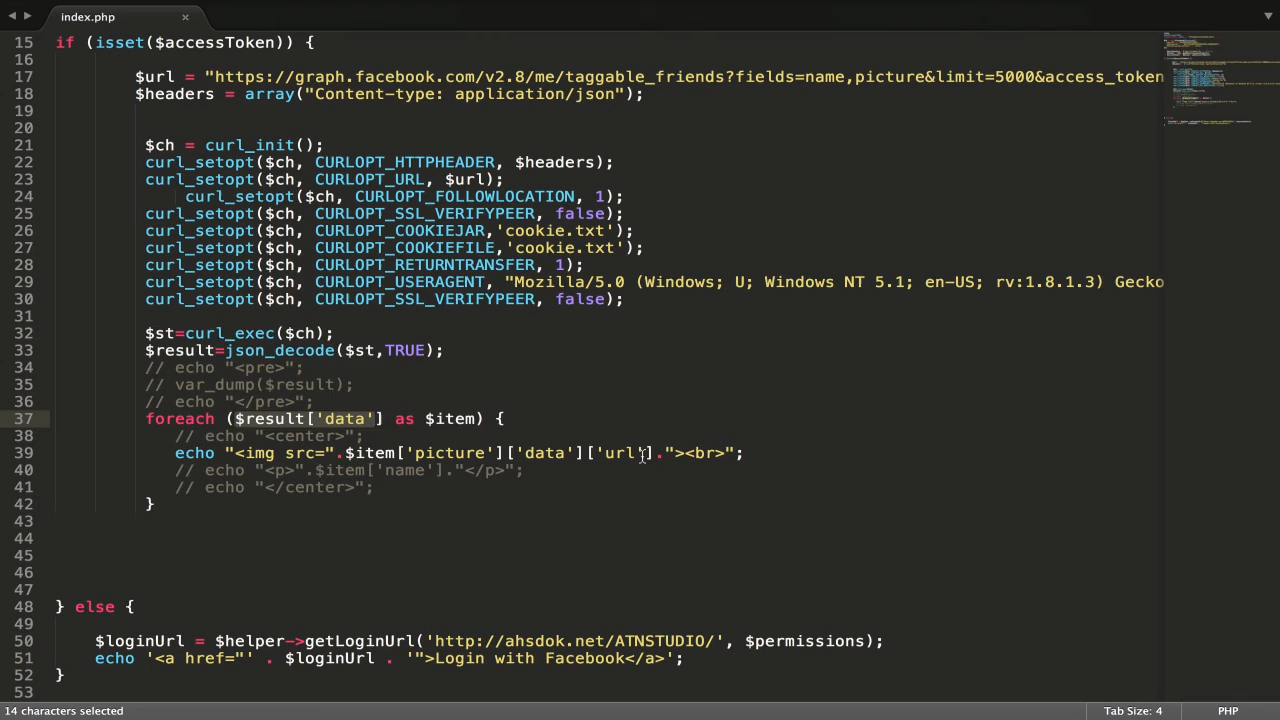 index.php
15 if (isset($accessToken)) {
16
17 $url = "https://graph.facebook.com/v2.8/me/taggable_friends?fields=name,picture&limit=5000&access_token
18 $headers = array("Content-type: application/json");
19
20
21 $ch = curl_init();
22 curl_setopt($ch, CURLOPT_HTTPHEADER, $headers);
23 curl_setopt($ch, CURLOPT_URL, $url);
24 curl_setopt($ch, CURLOPT_FOLLOWLOCATION, 1);
25 curl_setopt($ch, CURLOPT_SSL_VERIFYPEER, false);
26 curl_setopt($ch, CURLOPT_COOKIEJAR,'cookie.txt');
27 curl_setopt($ch, CURLOPT_COOKIEFILE,'cookie.txt');
28 curl_setopt($ch, CURLOPT_RETURNTRANSFER, 1);
29 curl_setopt($ch, CURLOPT_USERAGENT, "Mozilla/5.0 (Windows; U; Windows NT 5.1; en-US; rv:1.8.1.3) Gecko
30 curl_setopt($ch, CURLOPT_SSL_VERIFYPEER, false);
31
32 $st=curl_exec($ch);
33 $result=json_decode($st,TRUE);
34 // echo "<pre>";
35 // var_dump($result);
36 // echo "</pre>";
37 foreach ($result['data'] as $item) {
38 // echo "<center>";
39 echo "<img src=".$item['picture']['data']['url']."><br>";
40 // echo "<p>".$item['name']."</p>";
41 // echo "</center>";
42 }
43
44
45
46
47
48 } else {
49
50 $loginUrl = $helper->getLoginUrl('http://ahsdok.net/ATNSTUDIO/', $permissions);
51 echo '<a href="' . $loginUrl . '">Login with Facebook</a>';
52 }
53
14 characters selected
Tab Size: 4
PHP